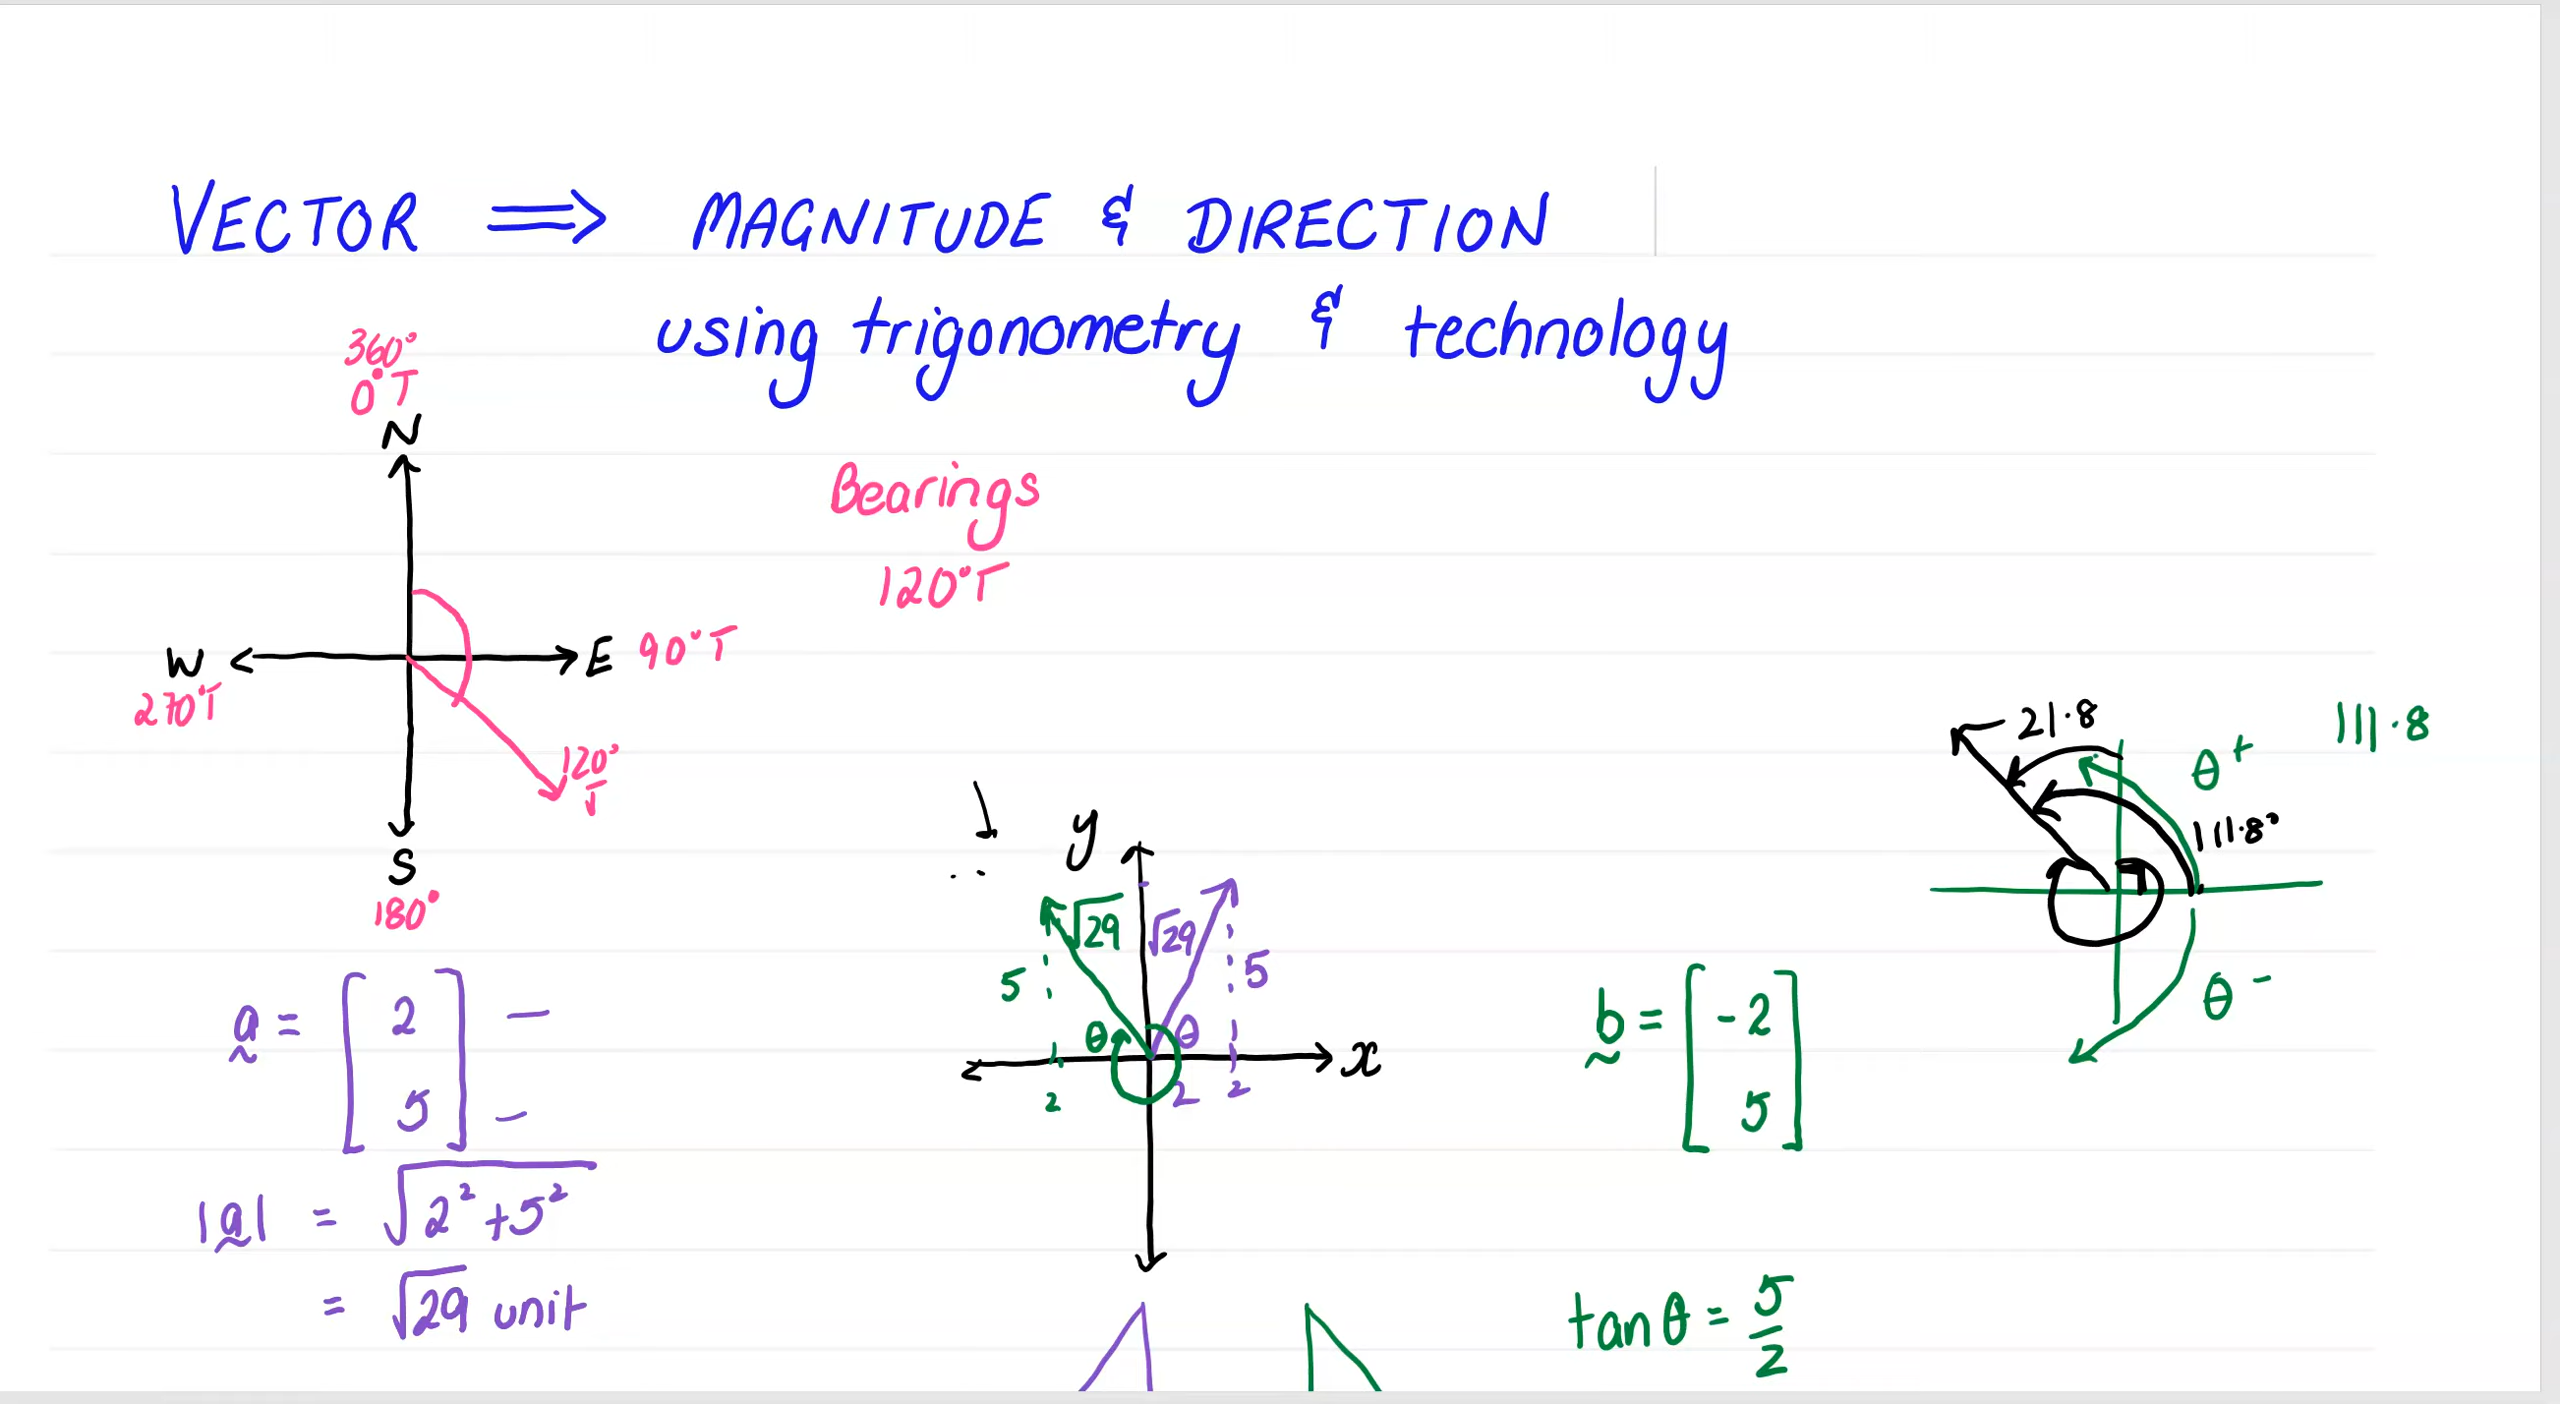 VECTOR ⟹ MAGNITUDE & DIRECTION
using trigonometry & technology
360°
0°T
N
Bearings
120°T
W
E 90°T
270°T
120°
T
S
180°
21.8
111.8
θ+
111.8°
θ-
y
√29
√29
5
5
θ
θ
x
2
2
2
a = [ 2
5 ]
b = [ -2
5 ]
|a| = √2²+5²
= √29 unit
tan θ = 5/2